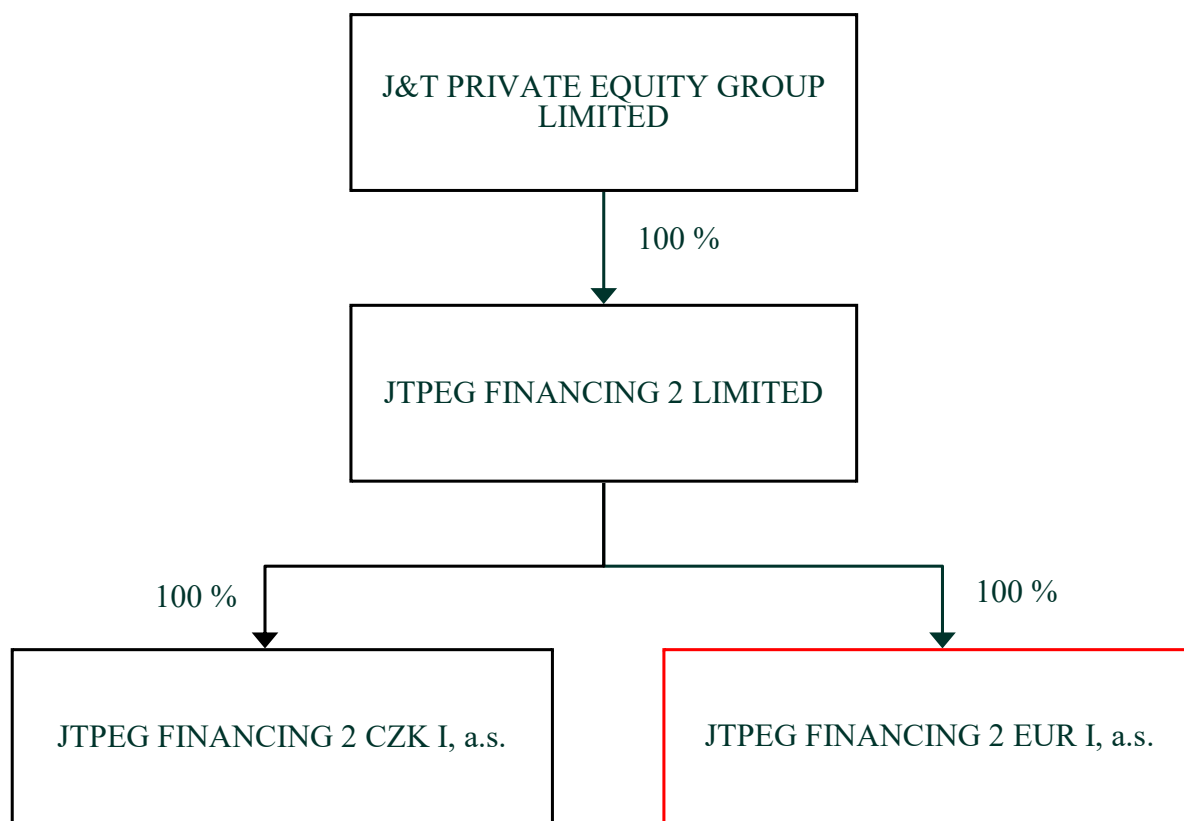 J&T PRIVATE EQUITY GROUP
LIMITED
100 %
JTPEG FINANCING 2 LIMITED
100 %
100 %
JTPEG FINANCING 2 CZK I, a.s.
JTPEG FINANCING 2 EUR I, a.s.